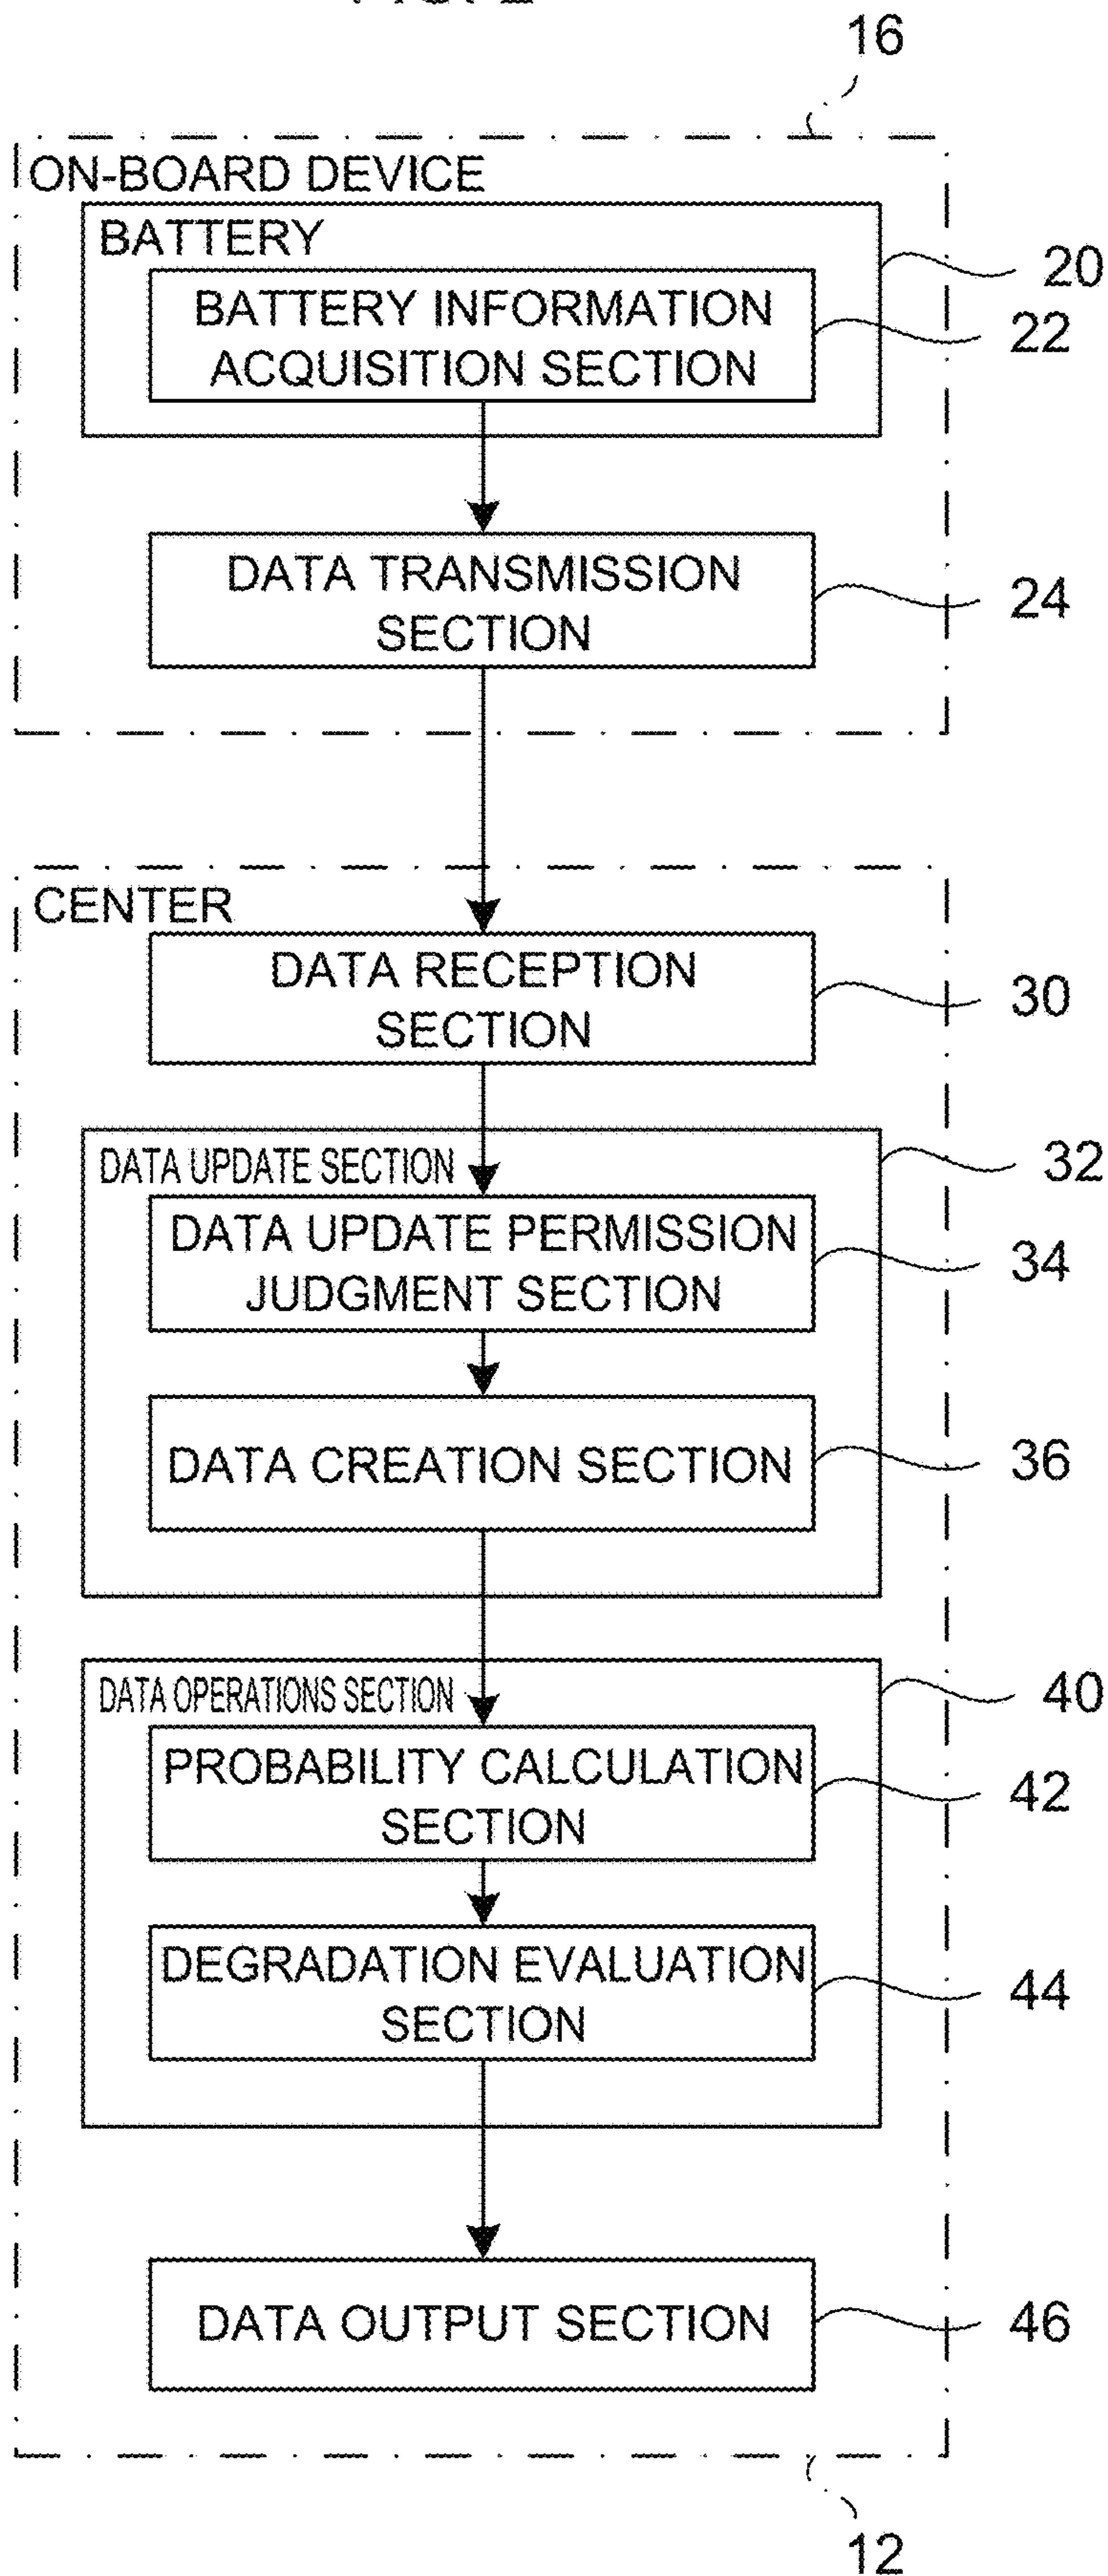 16
ON-BOARD DEVICE
BATTERY
20
BATTERY INFORMATION
ACQUISITION SECTION
22
DATA TRANSMISSION
SECTION
24
CENTER
DATA RECEPTION
SECTION
30
DATA UPDATE SECTION
32
DATA UPDATE PERMISSION
JUDGMENT SECTION
34
DATA CREATION SECTION
36
DATA OPERATIONS SECTION
40
PROBABILITY CALCULATION
SECTION
42
DEGRADATION EVALUATION
SECTION
44
DATA OUTPUT SECTION
46
12